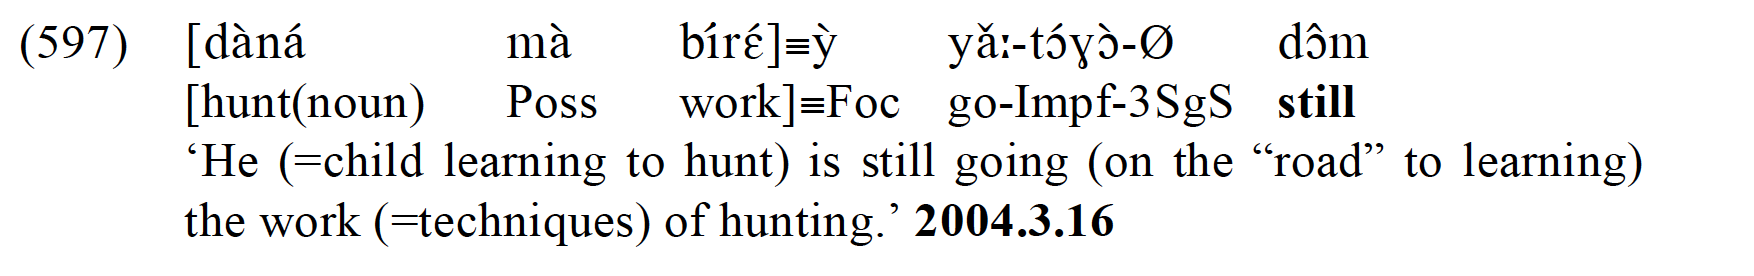 (597) [dàná mà bírɛ́]≡ỳ yǎː-tɔ́ɣɔ̀-Ø dɔ̂m
[hunt(noun) Poss work]≡Foc go-Impf-3SgS still
‘He (=child learning to hunt) is still going (on the “road” to learning)
the work (=techniques) of hunting.’ 2004.3.16